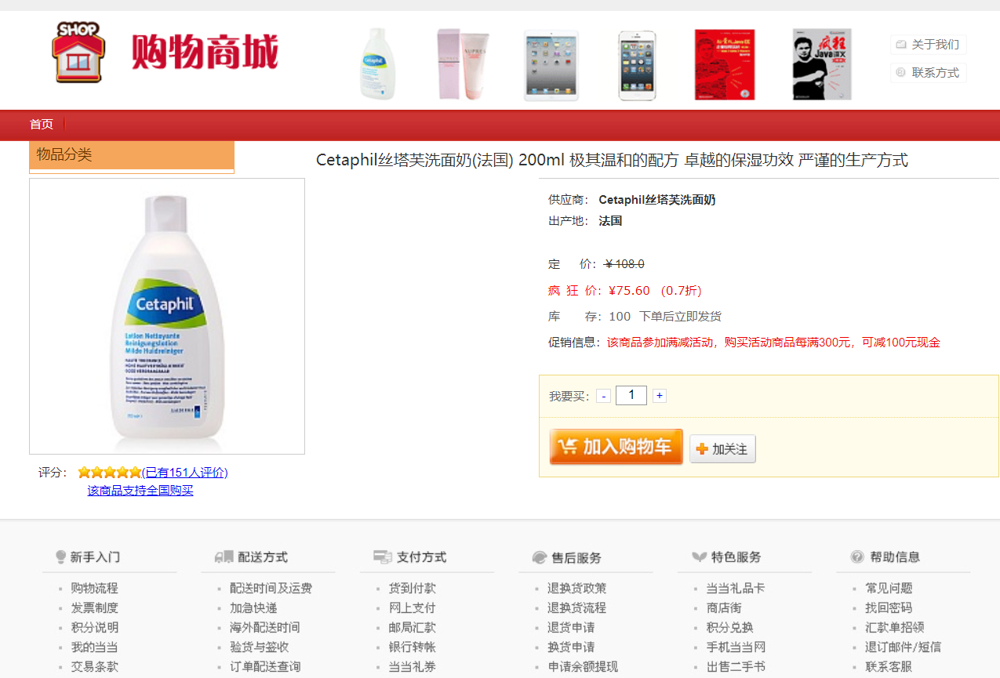 SHOP
购物商城
关于我们
联系方式
首页
物品分类
Cetaphil丝塔芙洗面奶(法国) 200ml 极其温和的配方 卓越的保湿功效 严谨的生产方式
供应商： Cetaphil丝塔芙洗面奶
出产地： 法国
定 价：￥108.0
疯 狂 价：¥75.60 (0.7折)
库 存：100 下单后立即发货
促销信息：该商品参加满减活动，购买活动商品每满300元，可减100元现金
我要买： - 1 +
加入购物车 加关注
Cetaphil
Lotion Nettoyante
Reinigungslotion
Milde Huidreiniger
评分： (已有151人评价)
该商品支持全国购买
新手入门
购物流程
发票制度
积分说明
我的当当
交易条款
配送方式
配送时间及运费
加急快递
海外配送时间
验货与签收
订单配送查询
支付方式
货到付款
网上支付
邮局汇款
银行转帐
当当礼券
售后服务
退换货政策
退换货流程
退货申请
换货申请
申请余额提现
特色服务
当当礼品卡
商店街
积分兑换
手机当当网
出售二手书
帮助信息
常见问题
找回密码
汇款单招领
退订邮件/短信
联系客服